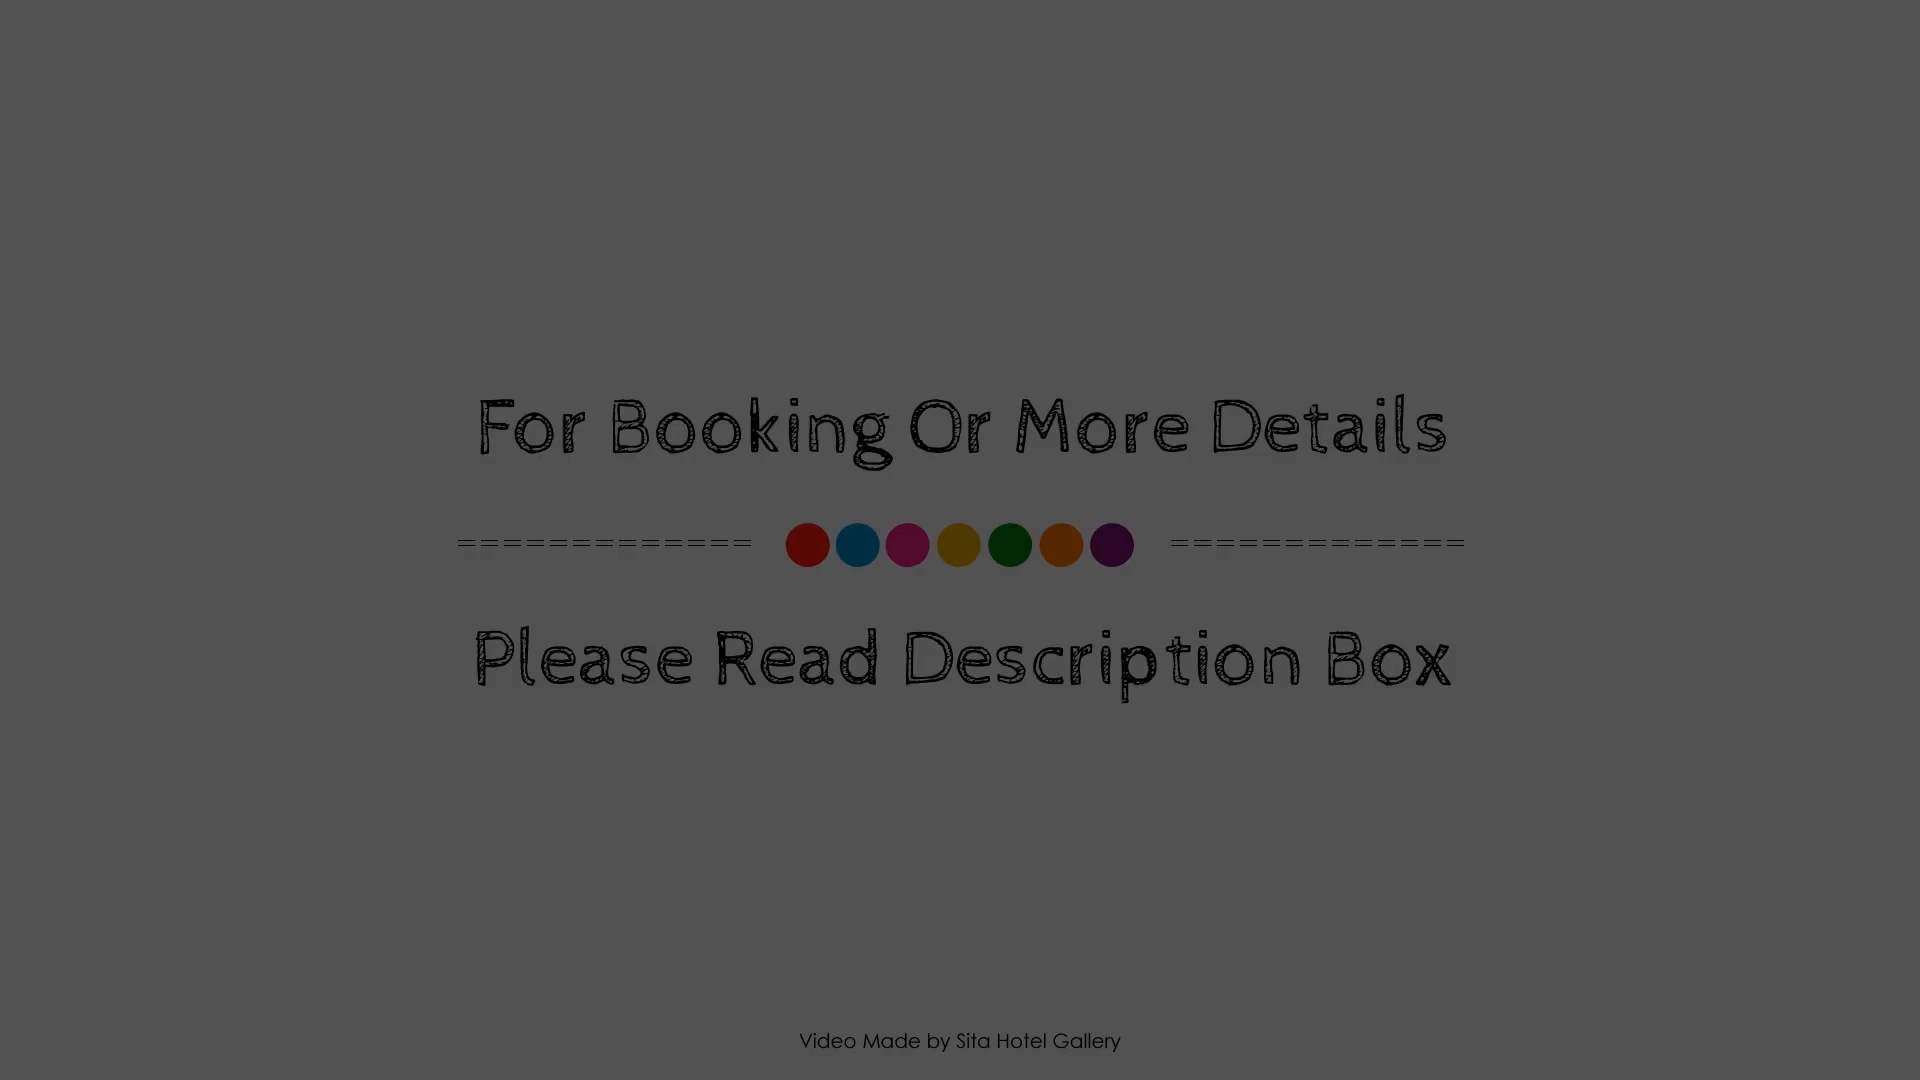 For Booking Or More Details
============= =============
Please Read Description Box
Video Made by Sita Hotel Gallery